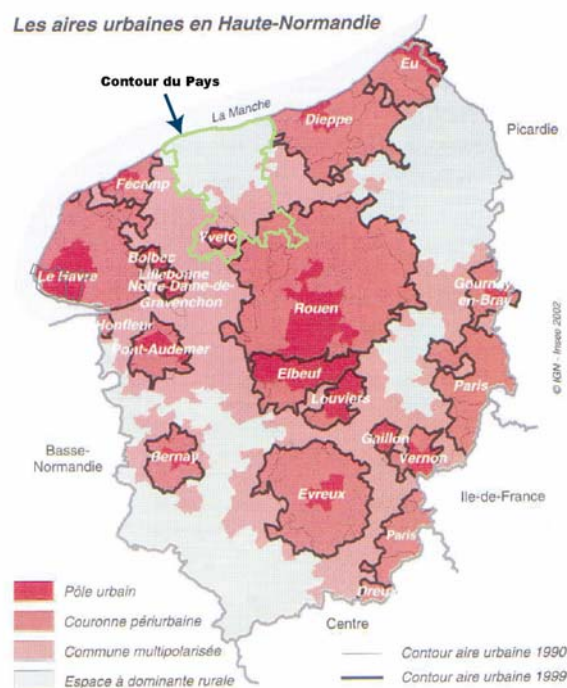 Les aires urbaines en Haute-Normandie
Contour du Pays
La Manche
Eu
Dieppe
Picardie
Fécamp
Yvetot
Bolbec
Lillebonne
Notre-Dame-de-
Gravenchon
Le Havre
Rouen
Gournay
en-Bray
© IGN - Insee 2002
Honfleur
Pont-Audemer
Elbeuf
Louviers
Paris
Gaillon
Vernon
Basse-
Normandie
Bernay
Evreux
Ile-de-France
Paris
Dreux
Centre
Pôle urbain
Couronne périurbaine
Commune multipolarisée
Espace à dominante rurale
Contour aire urbaine 1990
Contour aire urbaine 1999